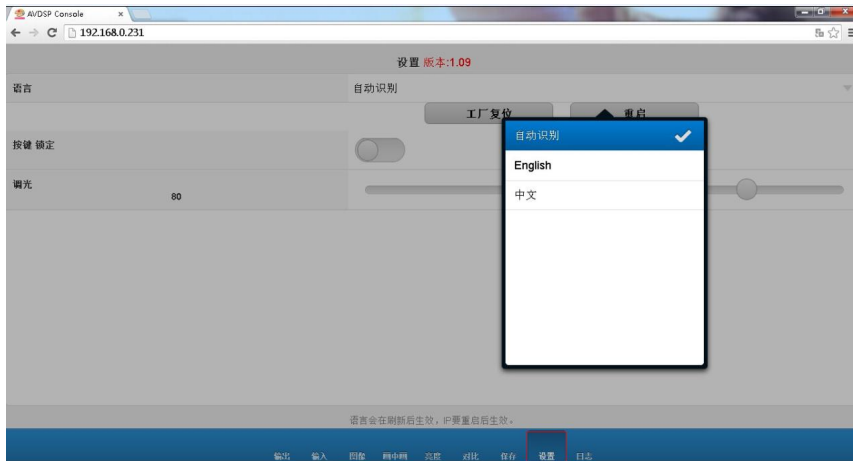 AVDSP Console
192.168.0.231
设置 版本:1.09
语言 自动识别
工厂复位 重启
自动识别
English
中文
按键 锁定
调光
80
语言会在刷新后生效，IP要重启后生效。
输出 输入 图像 画中画 亮度 对比 保存 设置 日志